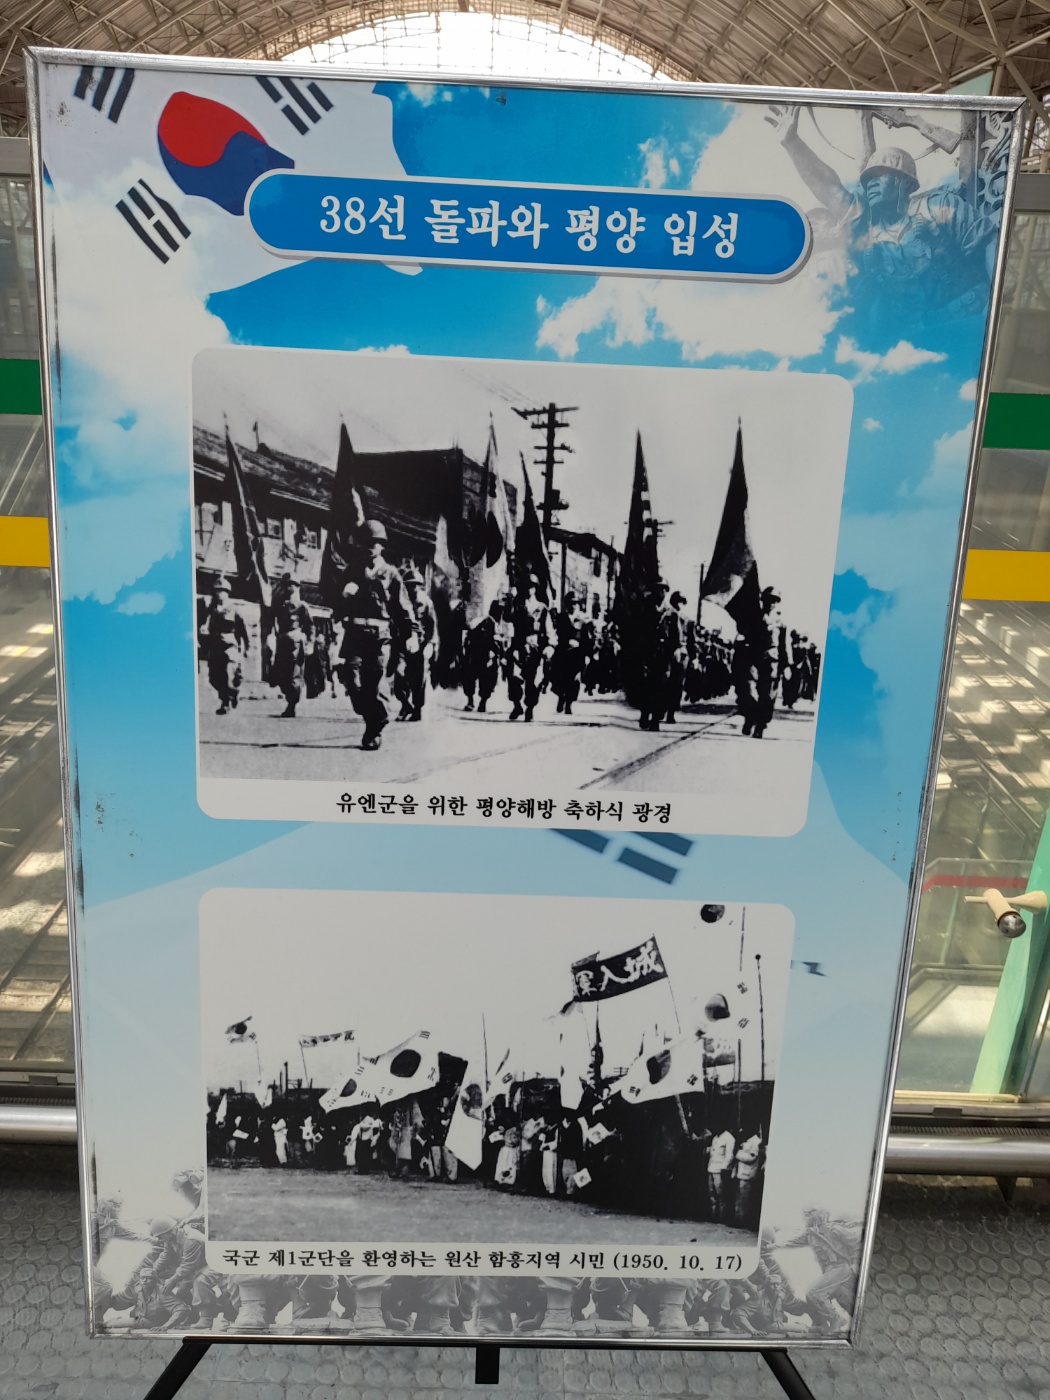 38선 돌파와 평양 입성
유엔군을 위한 평양해방 축하식 광경
城入軍
국군 제1군단을 환영하는 원산 함흥지역 시민 (1950. 10. 17)